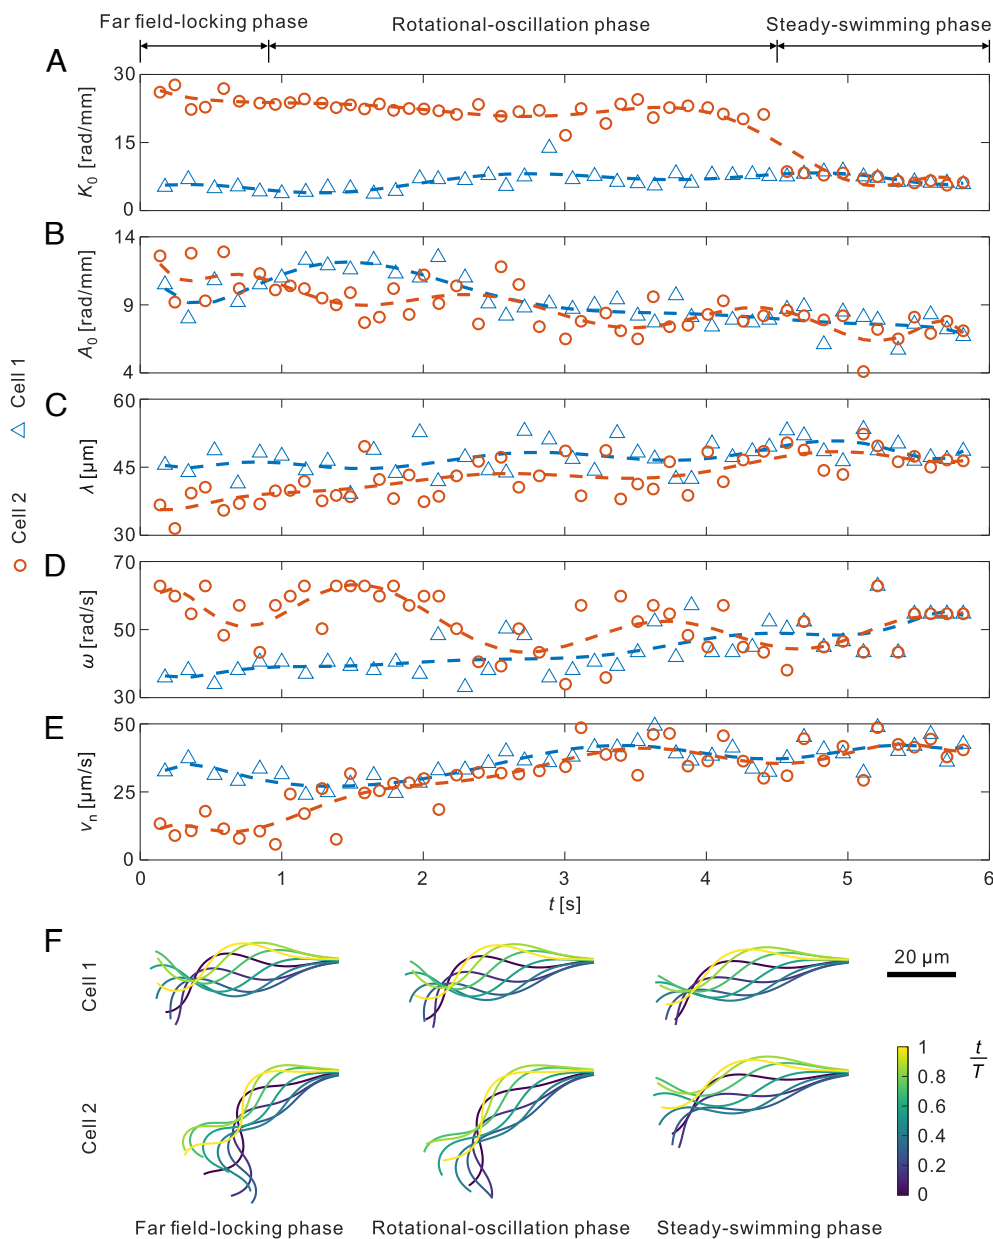 Far field-locking phase Rotational-oscillation phase Steady-swimming phase
A
30
15
0
K0 [rad/mm]
B
14
9
4
A0 [rad/mm]
C
60
45
30
λ [μm]
D
70
50
30
ω [rad/s]
E
50
25
0
vn [μm/s]
Cell 1
Cell 2
0 1 2 3 4 5 6
t [s]
F
Cell 1
20 μm
Cell 2
1
0.8
0.6
0.4
0.2
0
t
T
Far field-locking phase Rotational-oscillation phase Steady-swimming phase